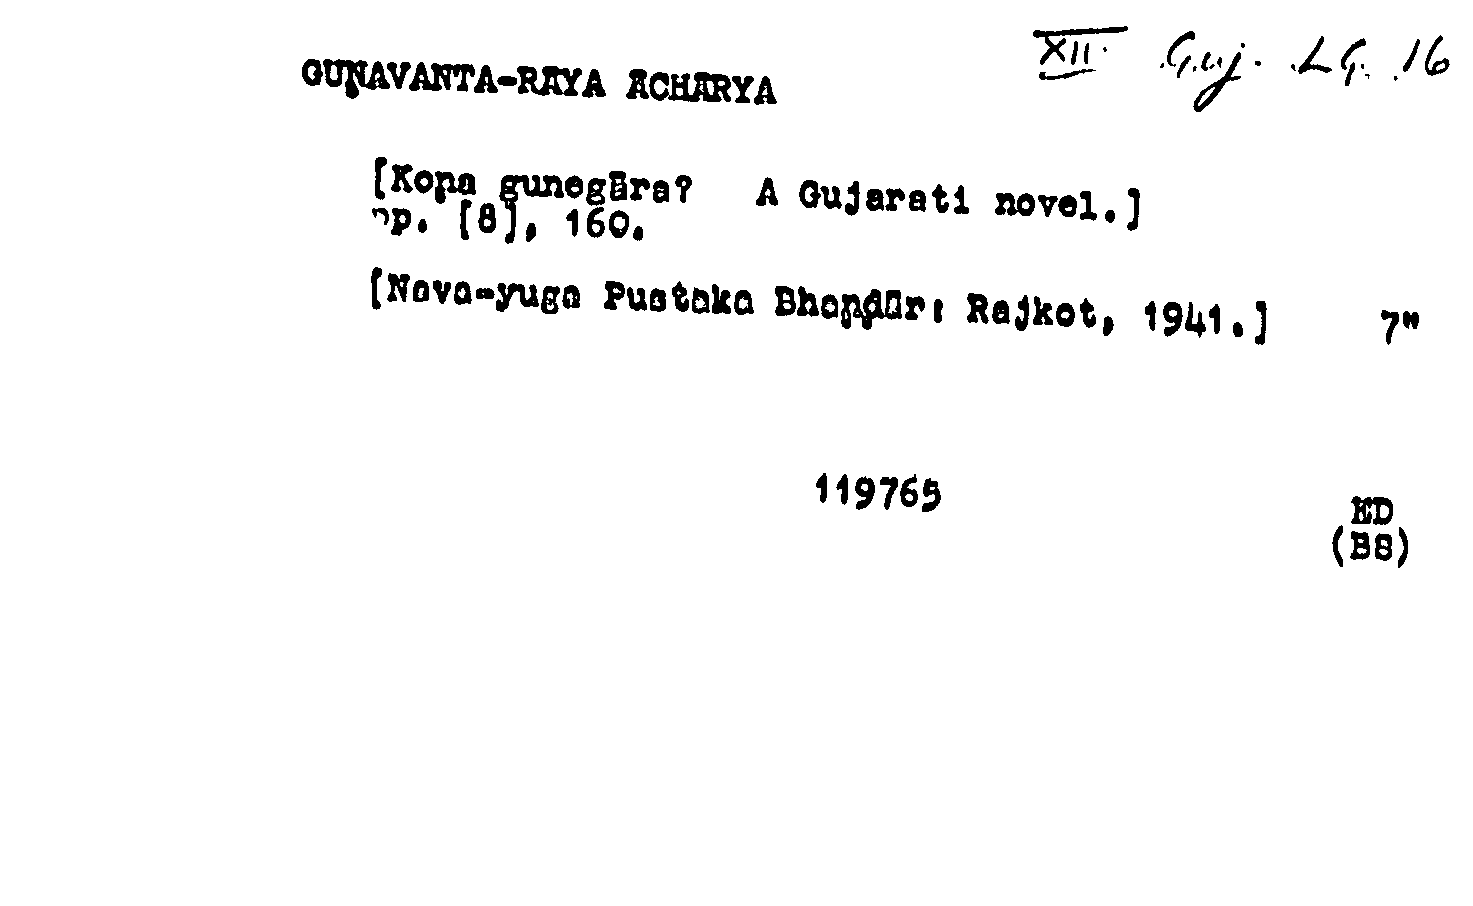 XII. Guj. LG. 16
GUṆAVANTA-RĀYA ĀCHĀRYA
[Koṇa gunegāra? A Gujarati novel.]
pp. [8], 160.
[Nava-yuga Pustaka Bhaṇḍār: Rajkot, 1941.] 7"
119765
ED
(BS)